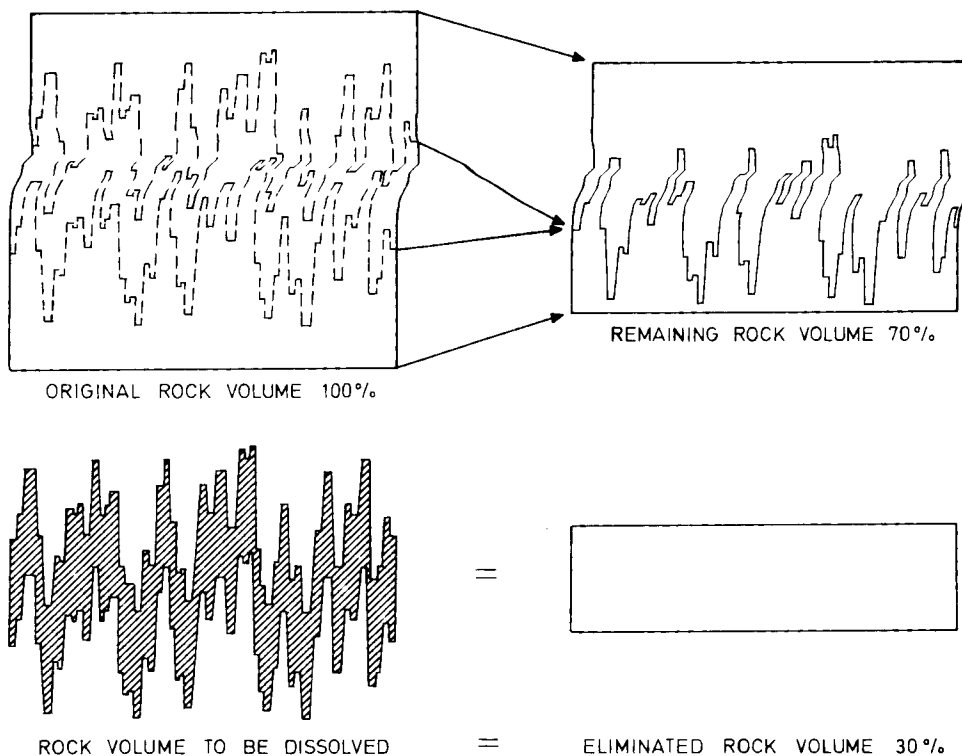 ORIGINAL ROCK VOLUME 100%
REMAINING ROCK VOLUME 70%
ROCK VOLUME TO BE DISSOLVED = ELIMINATED ROCK VOLUME 30%